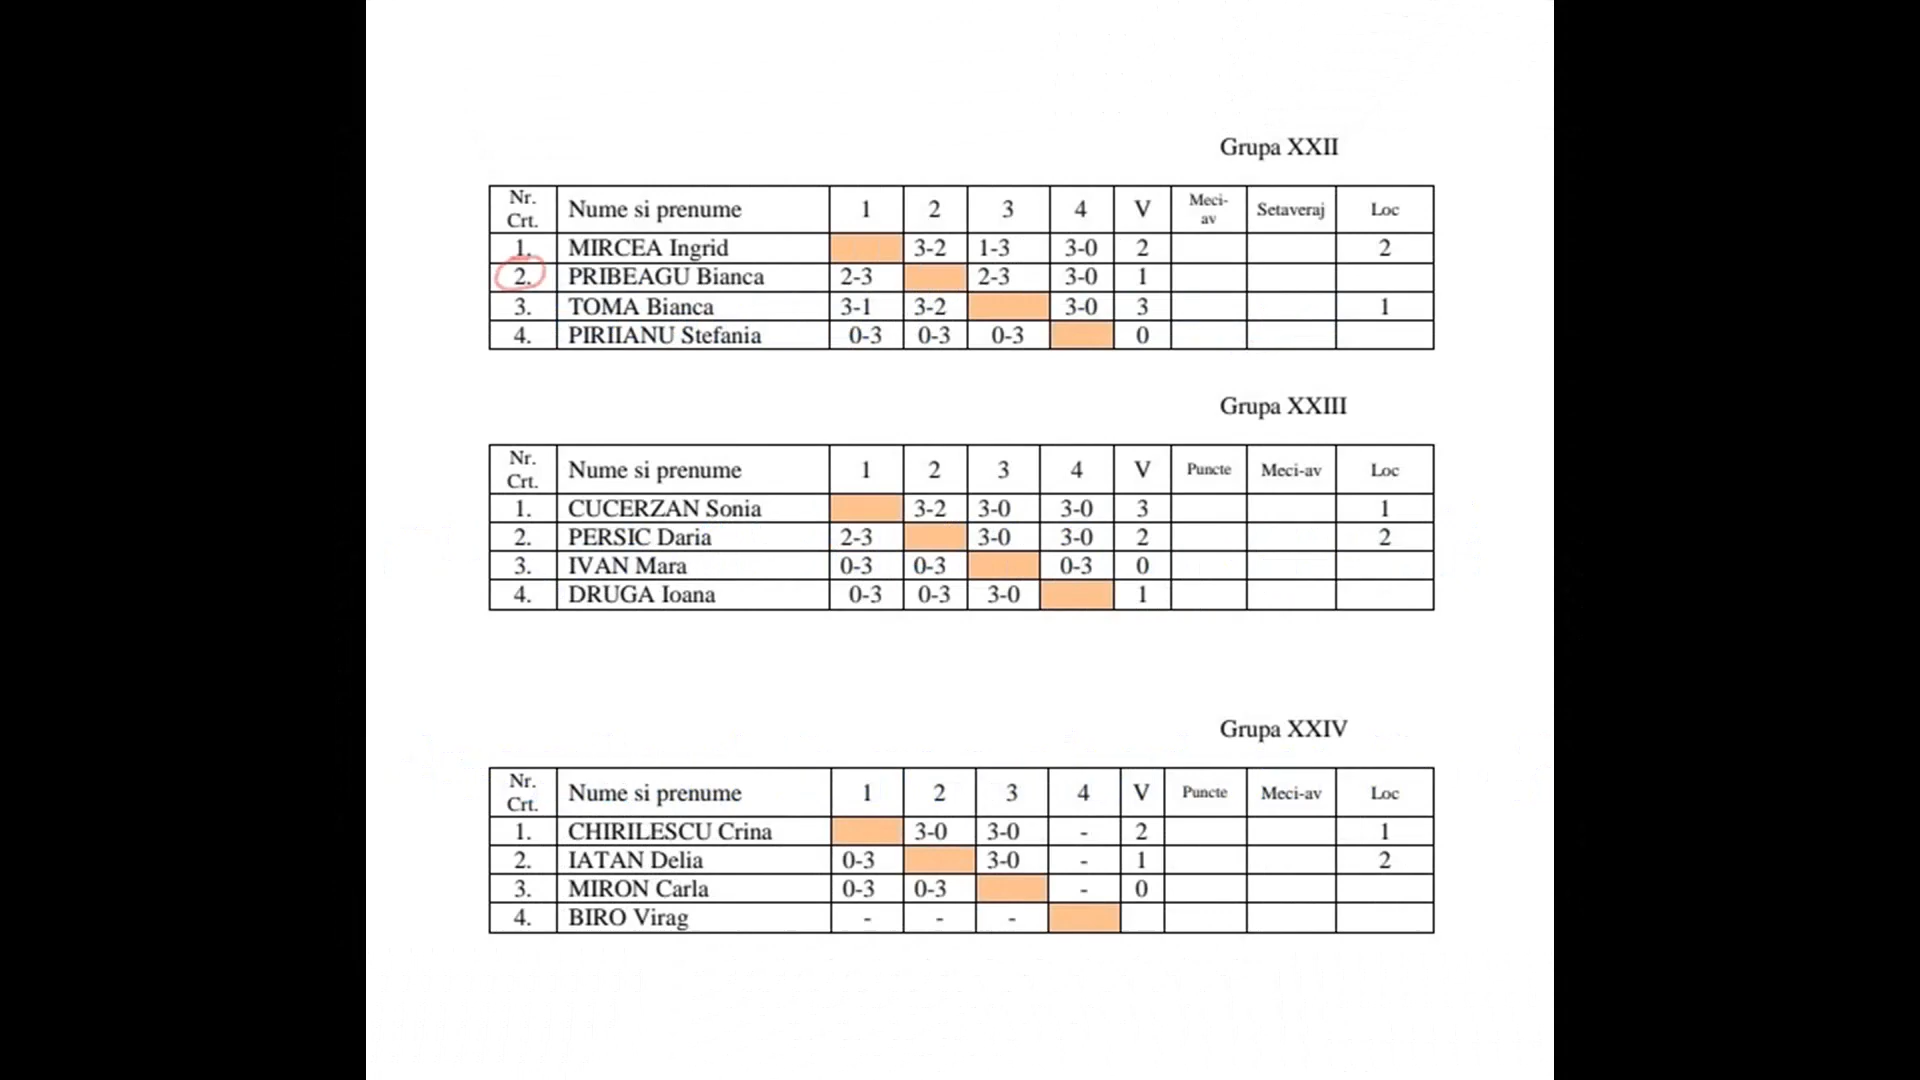 Grupa XXII
Nr. Crt. Nume si prenume 1 2 3 4 V Meci-av Setaveraj Loc
1. MIRCEA Ingrid 3-2 1-3 3-0 2 2
2. PRIBEAGU Bianca 2-3 2-3 3-0 1
3. TOMA Bianca 3-1 3-2 3-0 3 1
4. PIRIIANU Stefania 0-3 0-3 0-3 0
Grupa XXIII
Nr. Crt. Nume si prenume 1 2 3 4 V Puncte Meci-av Loc
1. CUCERZAN Sonia 3-2 3-0 3-0 3 1
2. PERSIC Daria 2-3 3-0 3-0 2 2
3. IVAN Mara 0-3 0-3 0-3 0
4. DRUGA Ioana 0-3 0-3 3-0 1
Grupa XXIV
Nr. Crt. Nume si prenume 1 2 3 4 V Puncte Meci-av Loc
1. CHIRILESCU Crina 3-0 3-0 - 2 1
2. IATAN Delia 0-3 3-0 - 1 2
3. MIRON Carla 0-3 0-3 - 0
4. BIRO Virag - - -